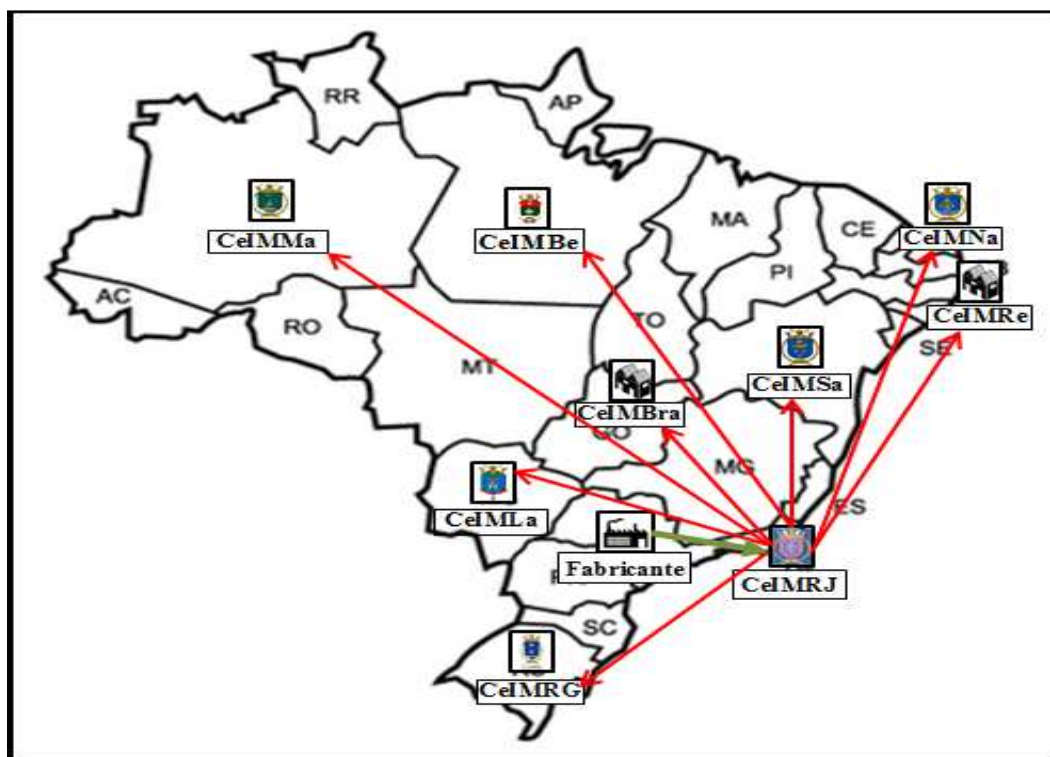 RR
AP
CeIMMa
CeIMBe
MA
CE
CeIMNa
PI
CeIMRe
AC
RO
TO
SE
MT
CeIMSa
CeIMBra
GO
MG
CeIMLa
ES
Fabricante
CeIMRJ
SC
CeIMRG